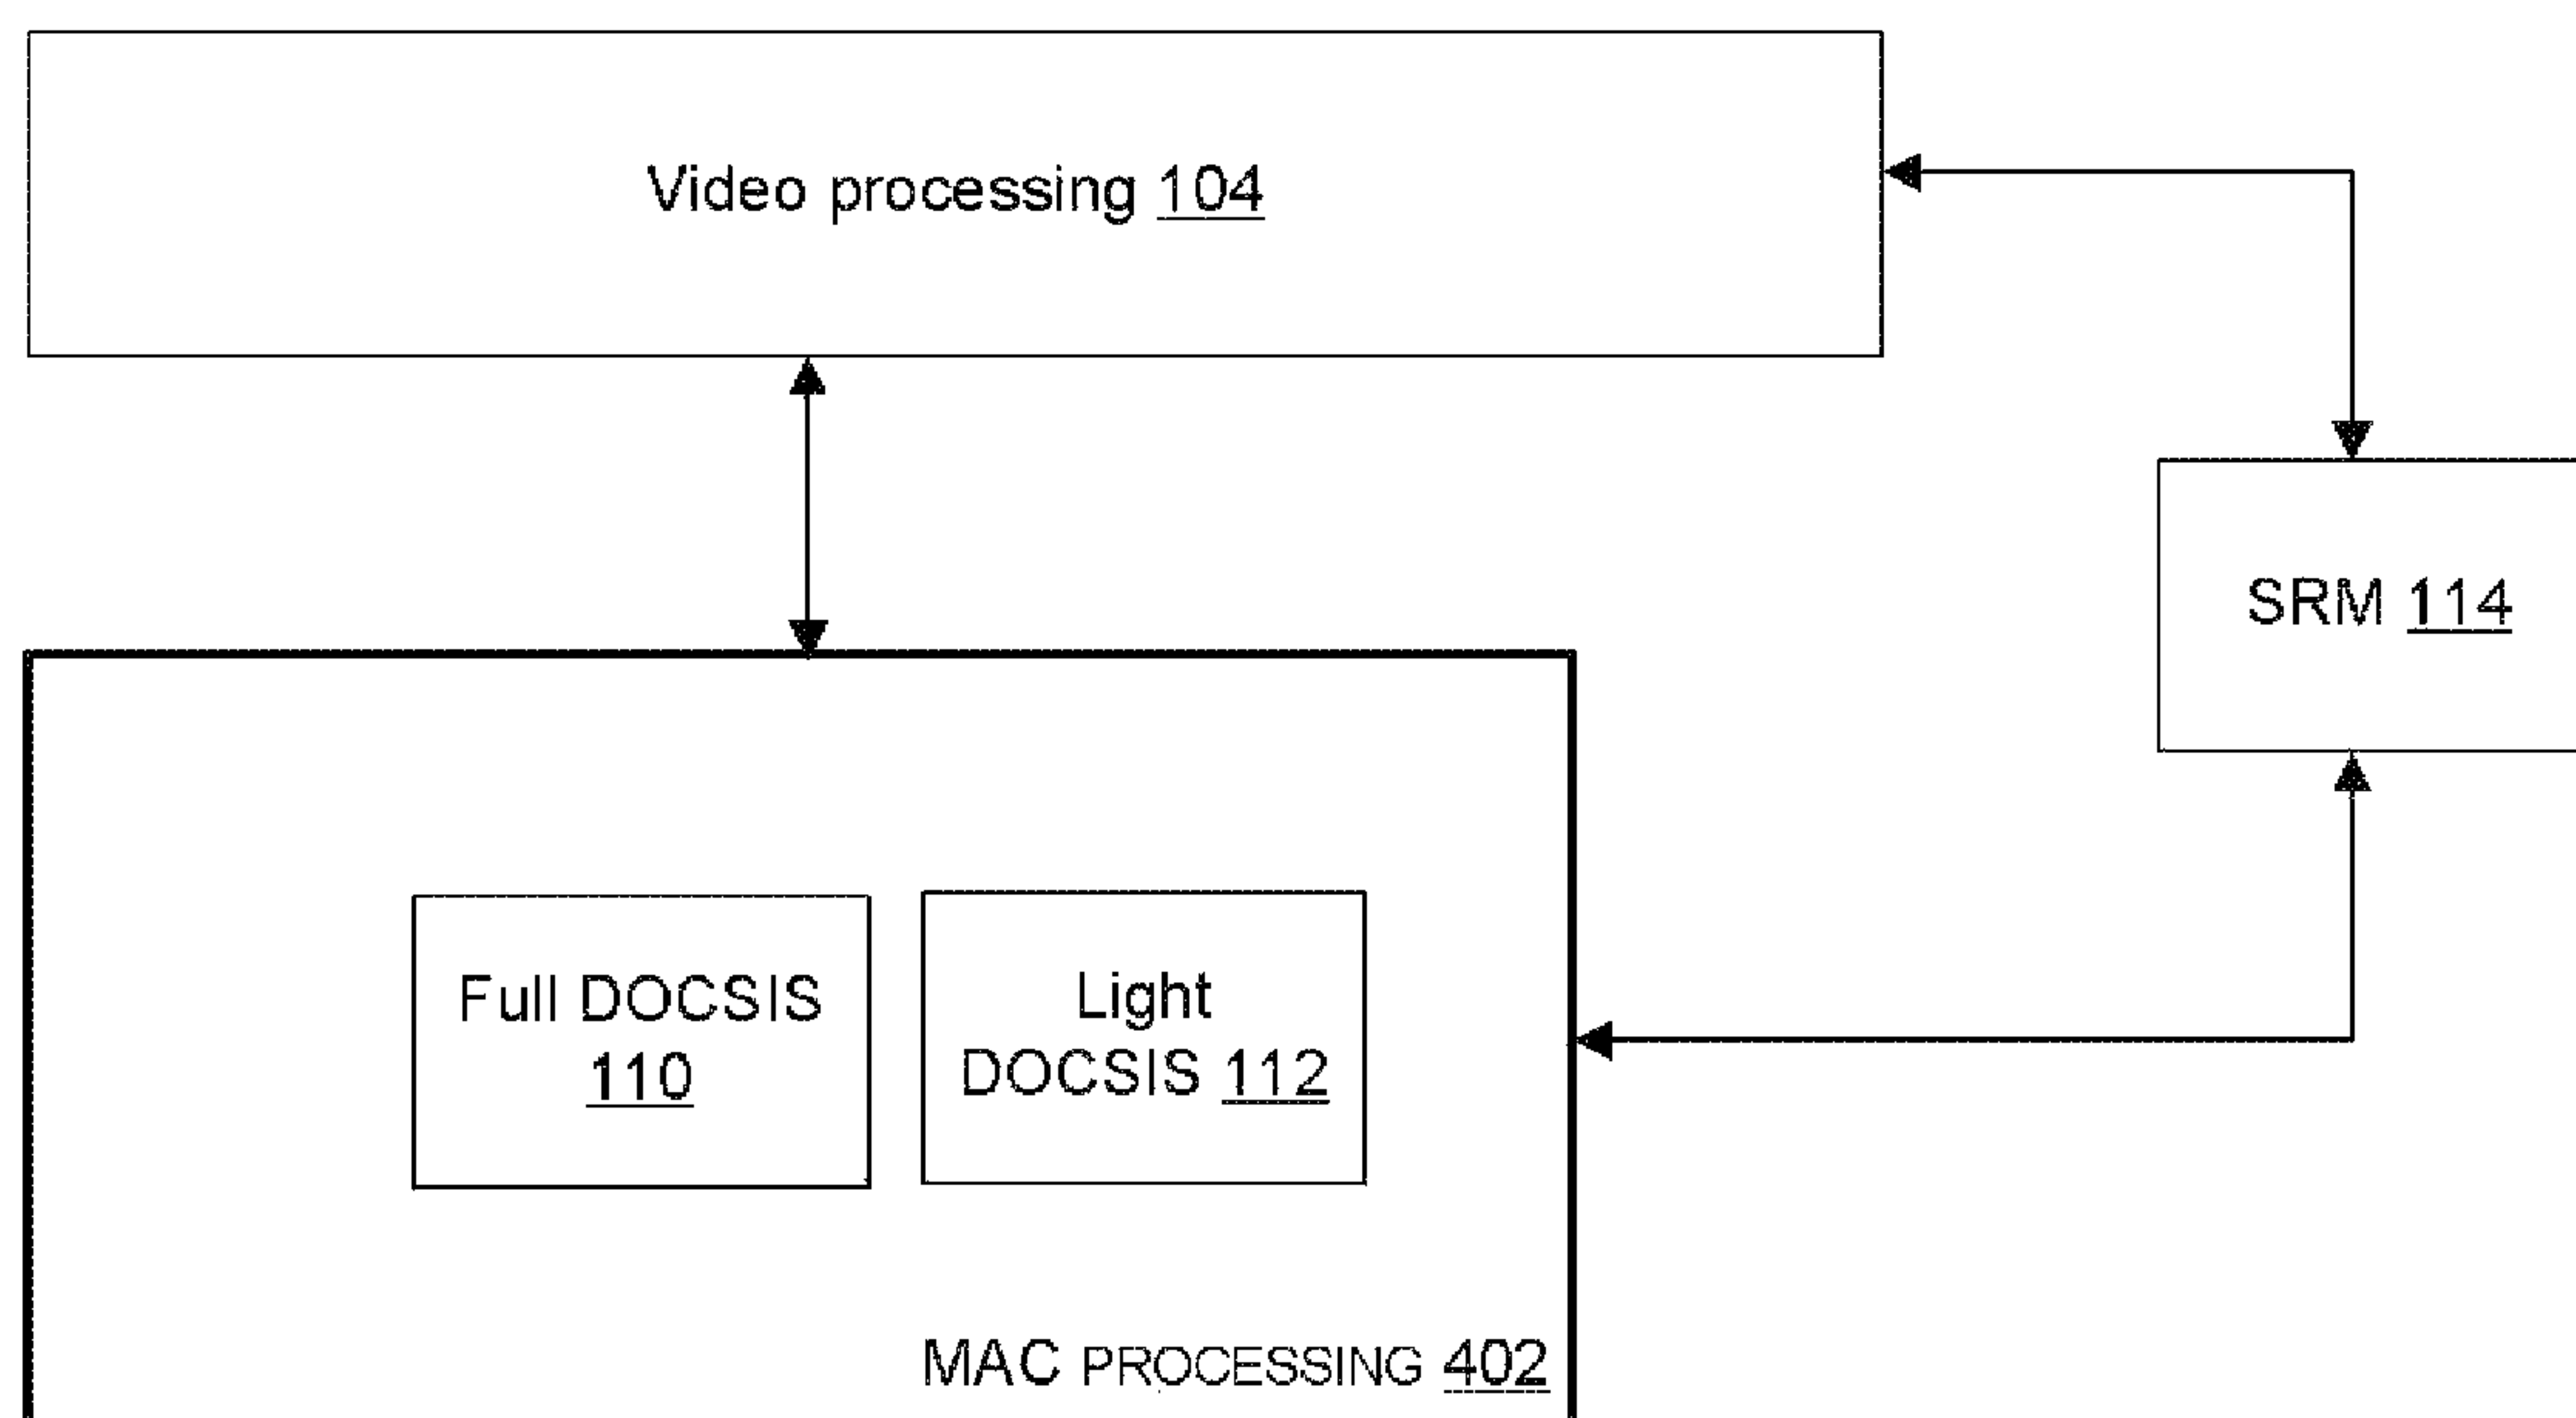 Video processing 104
SRM 114
Full DOCSIS
110
Light
DOCSIS 112
MAC PROCESSING 402